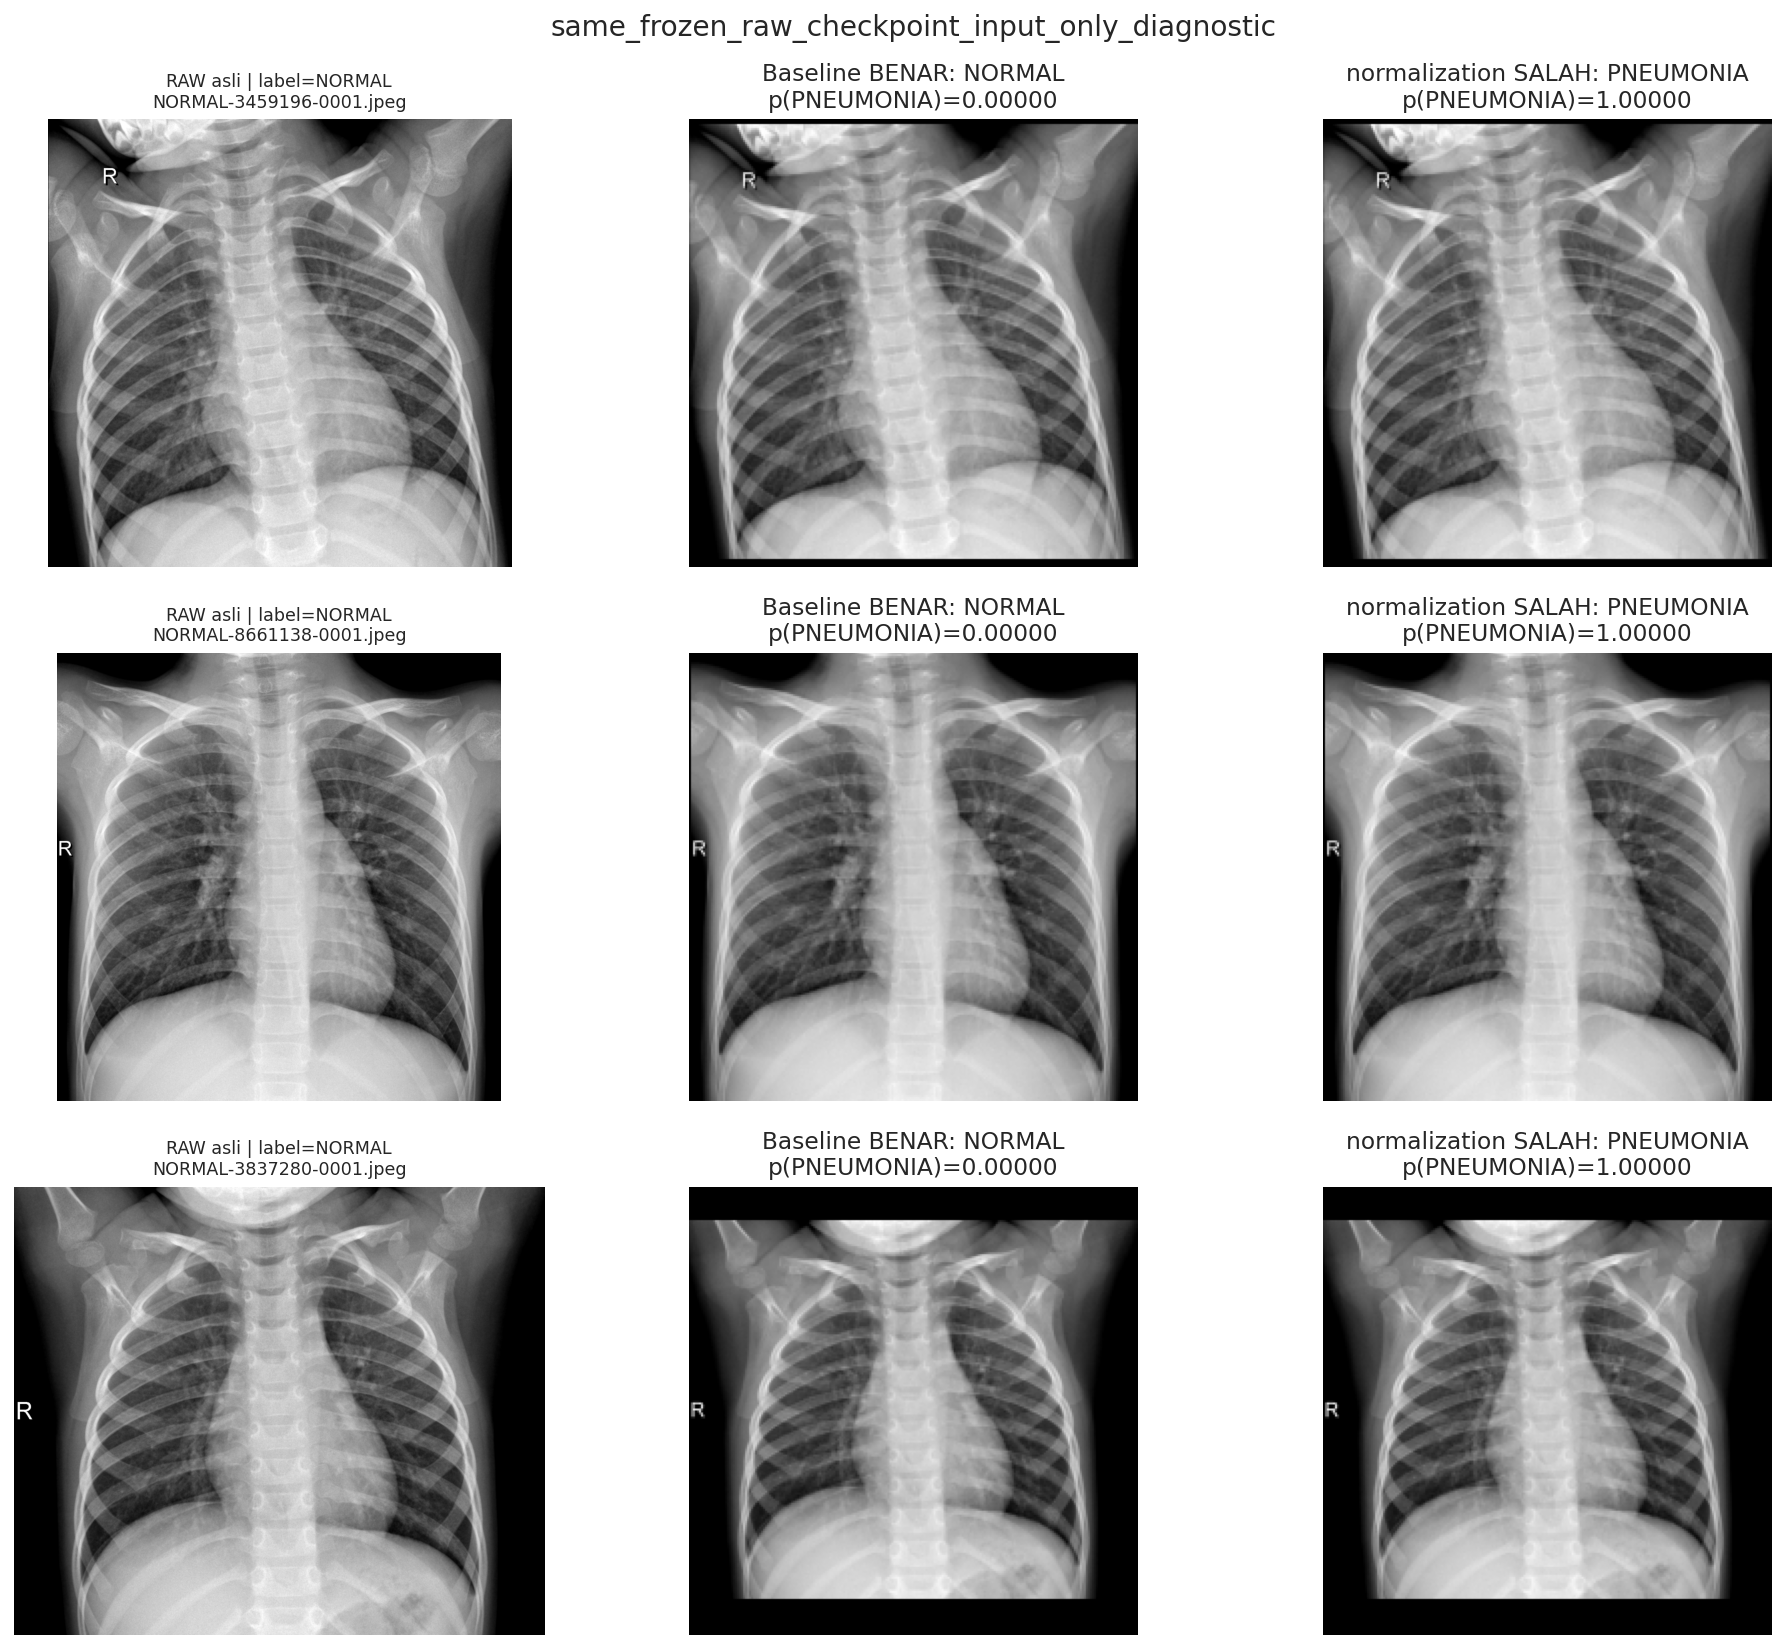 same_frozen_raw_checkpoint_input_only_diagnostic
RAW asli | label=NORMAL
NORMAL-3459196-0001.jpeg
Baseline BENAR: NORMAL
p(PNEUMONIA)=0.00000
normalization SALAH: PNEUMONIA
p(PNEUMONIA)=1.00000
R
R
R
RAW asli | label=NORMAL
NORMAL-8661138-0001.jpeg
Baseline BENAR: NORMAL
p(PNEUMONIA)=0.00000
normalization SALAH: PNEUMONIA
p(PNEUMONIA)=1.00000
R
R
R
RAW asli | label=NORMAL
NORMAL-3837280-0001.jpeg
Baseline BENAR: NORMAL
p(PNEUMONIA)=0.00000
normalization SALAH: PNEUMONIA
p(PNEUMONIA)=1.00000
R
R
R